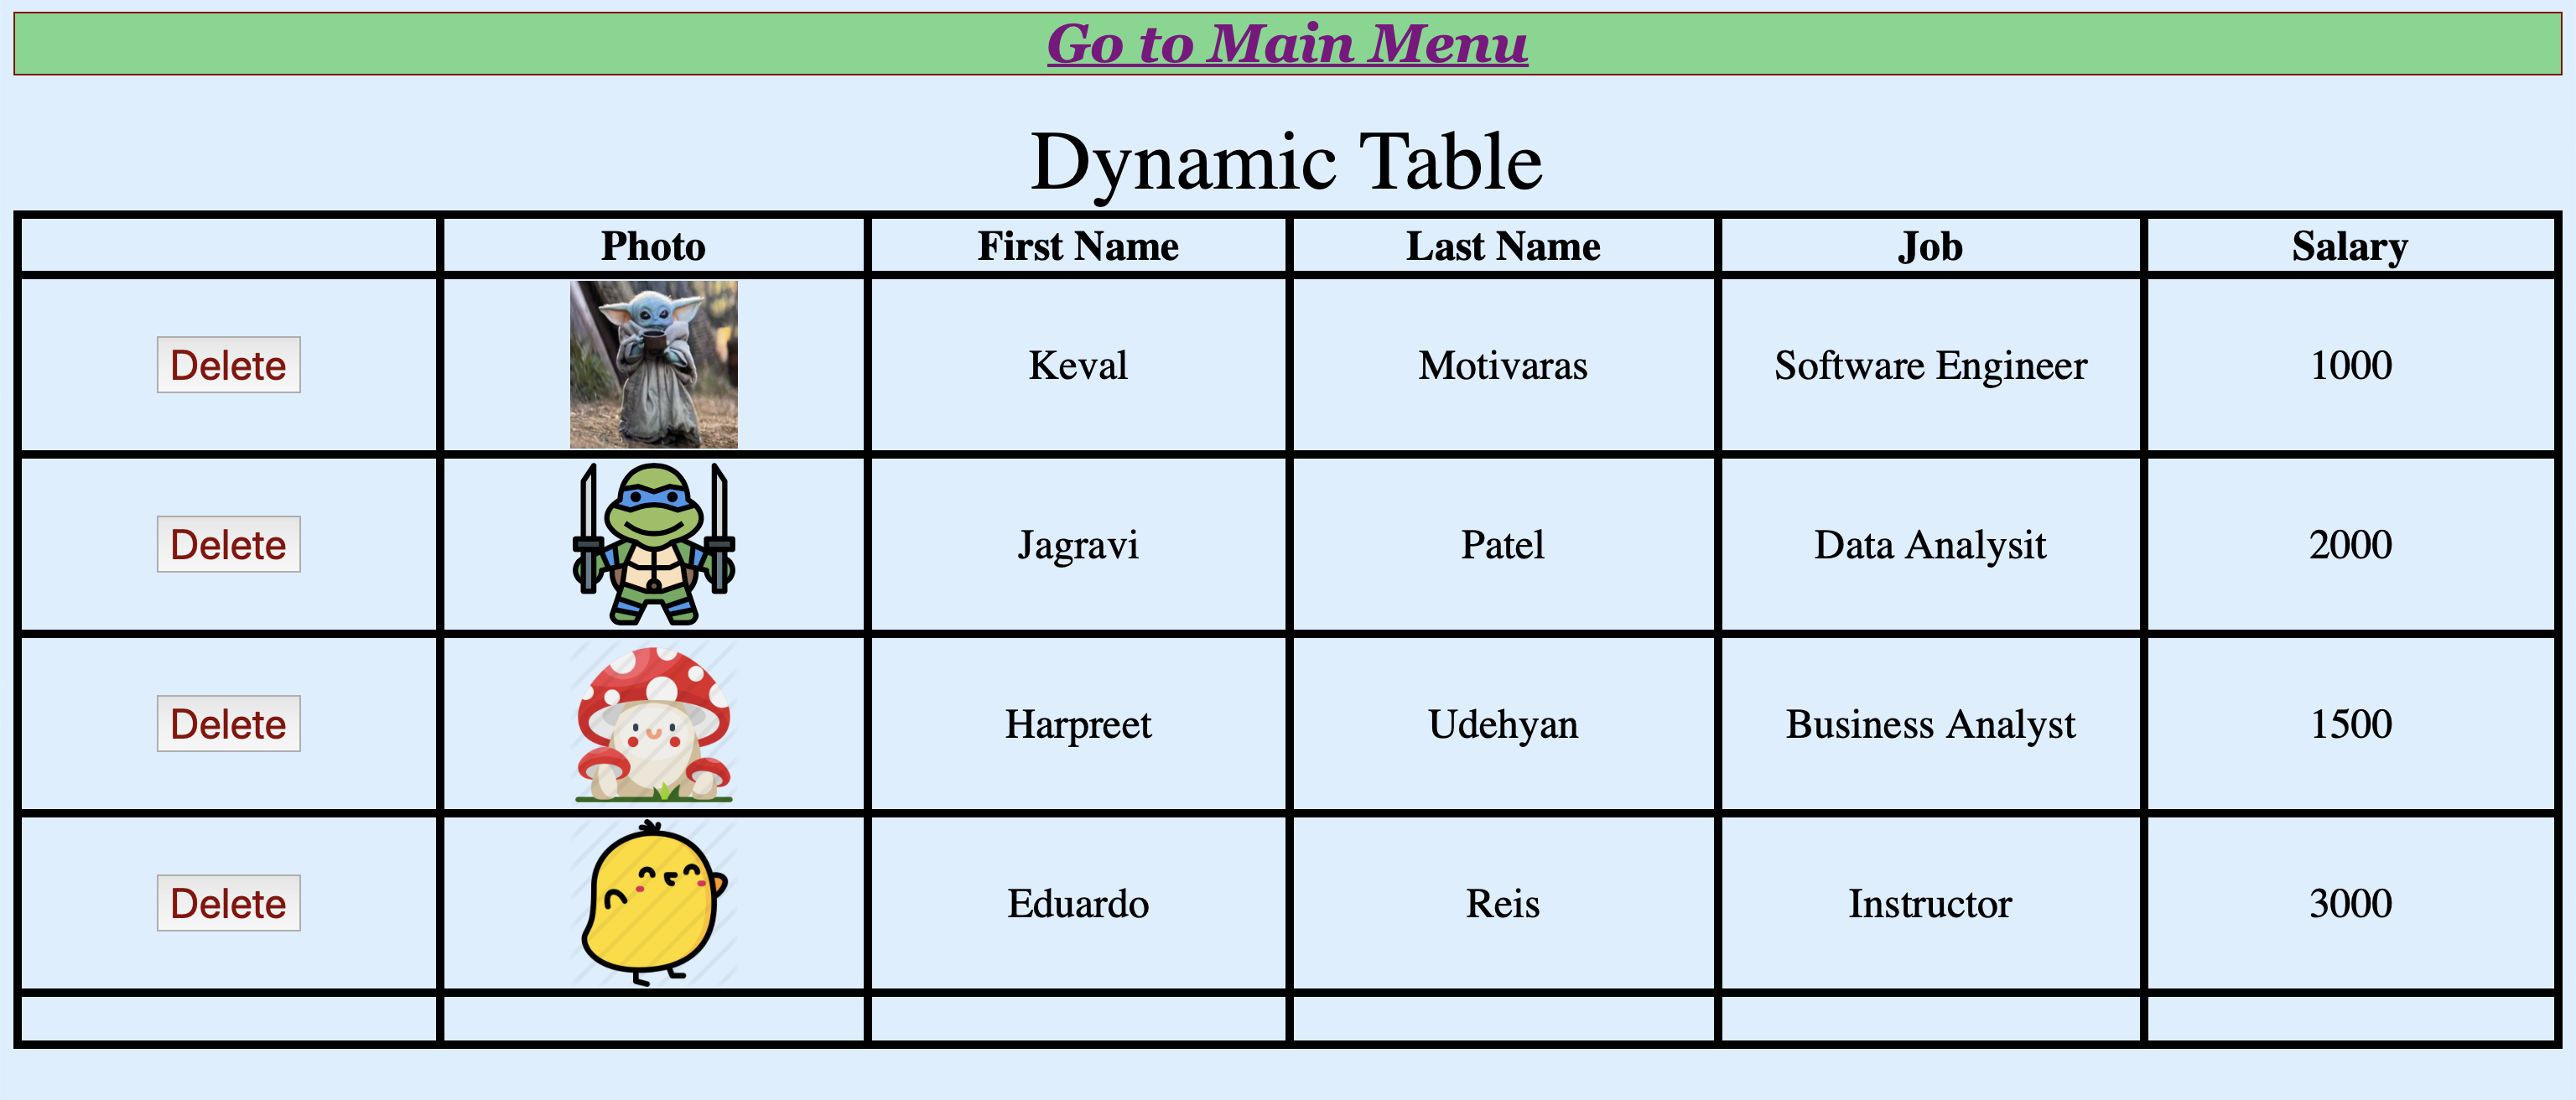 Go to Main Menu
Dynamic Table
Photo First Name Last Name Job Salary
Delete Keval Motivaras Software Engineer 1000
Delete Jagravi Patel Data Analysit 2000
Delete Harpreet Udehyan Business Analyst 1500
Delete Eduardo Reis Instructor 3000